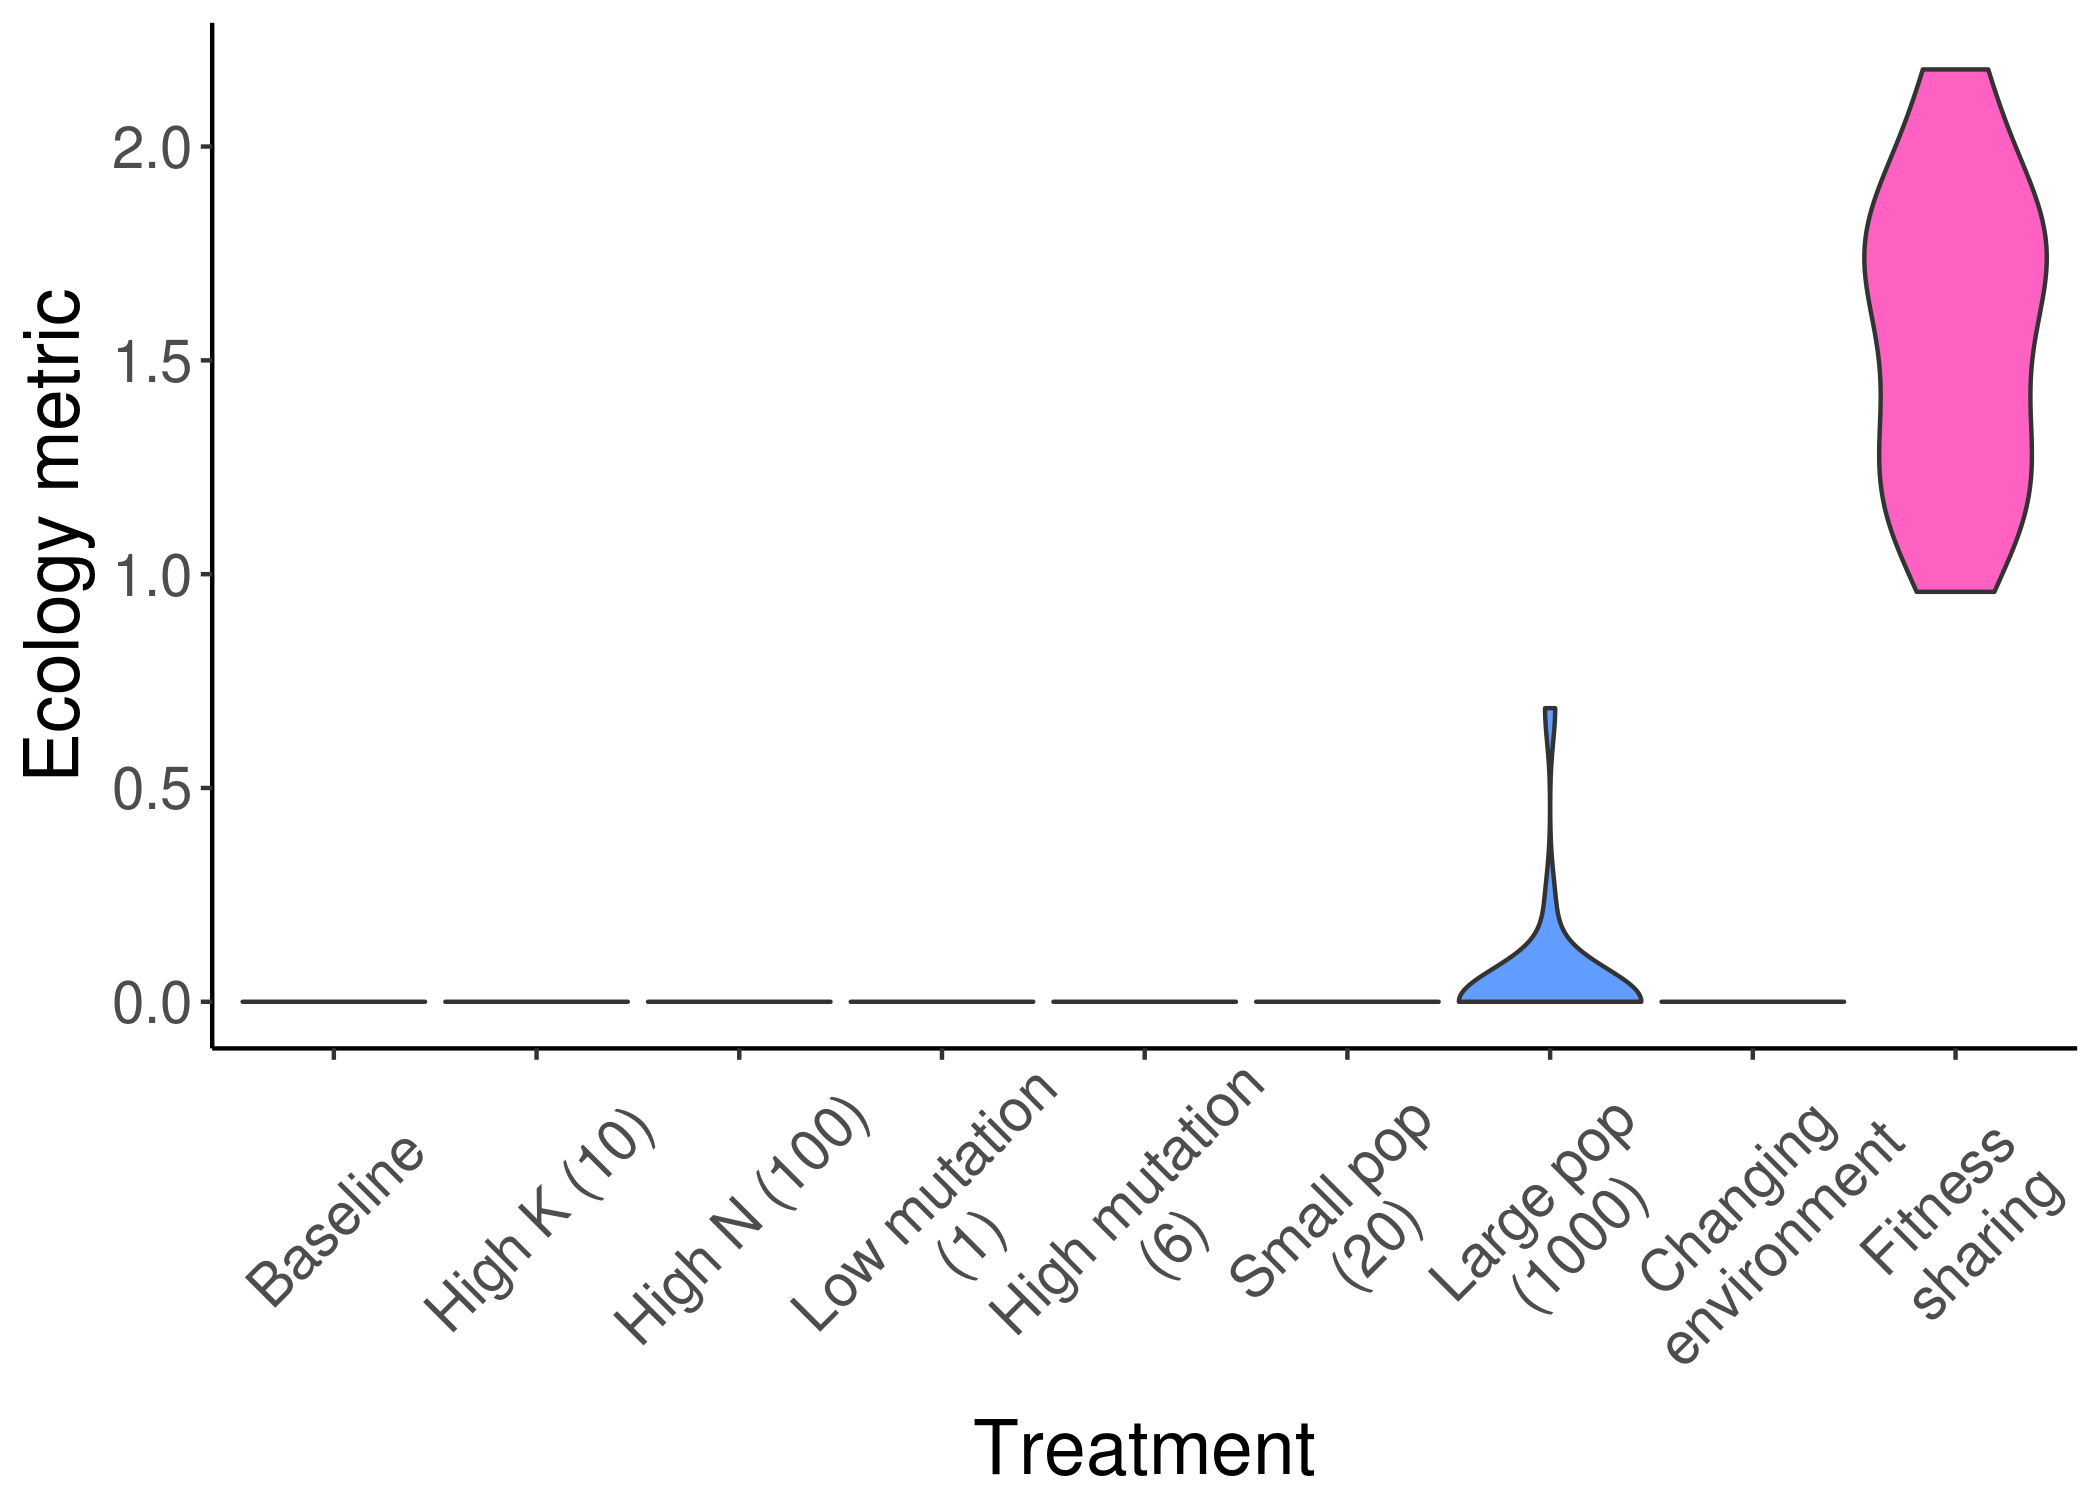 Ecology metric
2.0
1.5
1.0
0.5
0.0
Baseline
High K (10)
High N (100)
Low mutation
(1)
High mutation
(6)
Small pop
(20)
Large pop
(1000)
Changing
environment
Fitness
sharing
Treatment